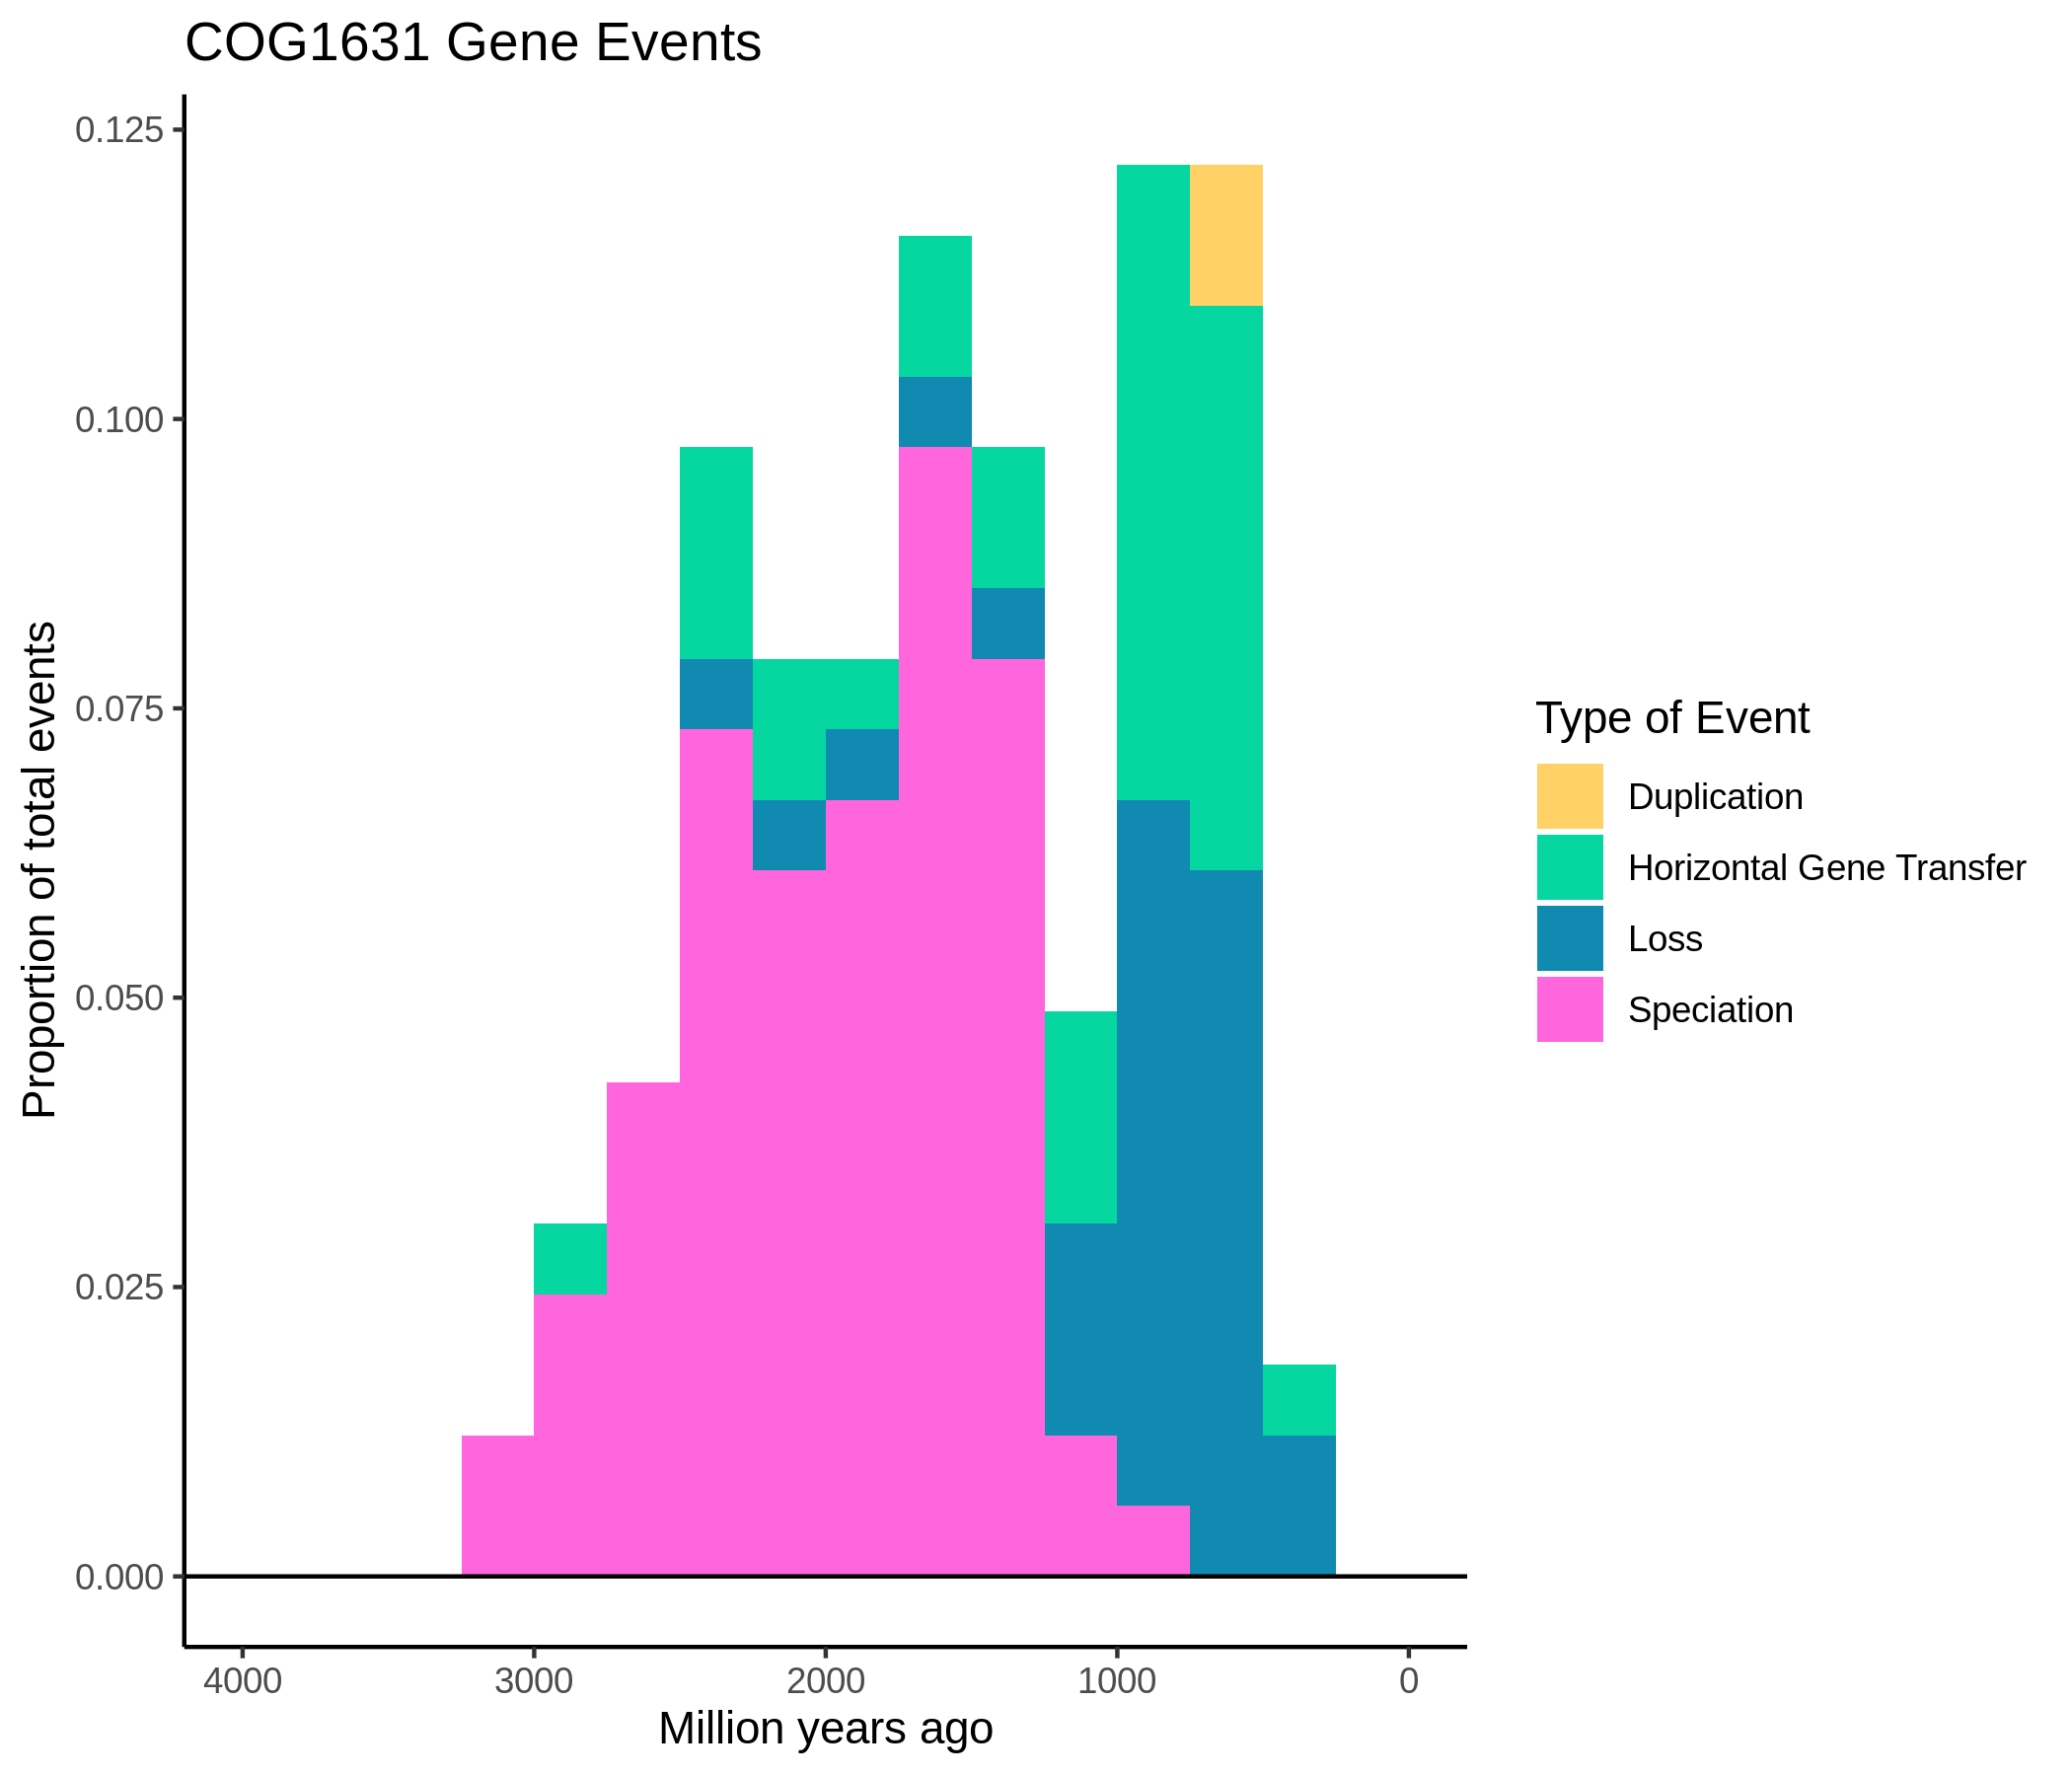 COG1631 Gene Events
Proportion of total events
0.125
0.100
0.075
0.050
0.025
0.000
4000 3000 2000 1000 0
Million years ago
Type of Event
Duplication
Horizontal Gene Transfer
Loss
Speciation